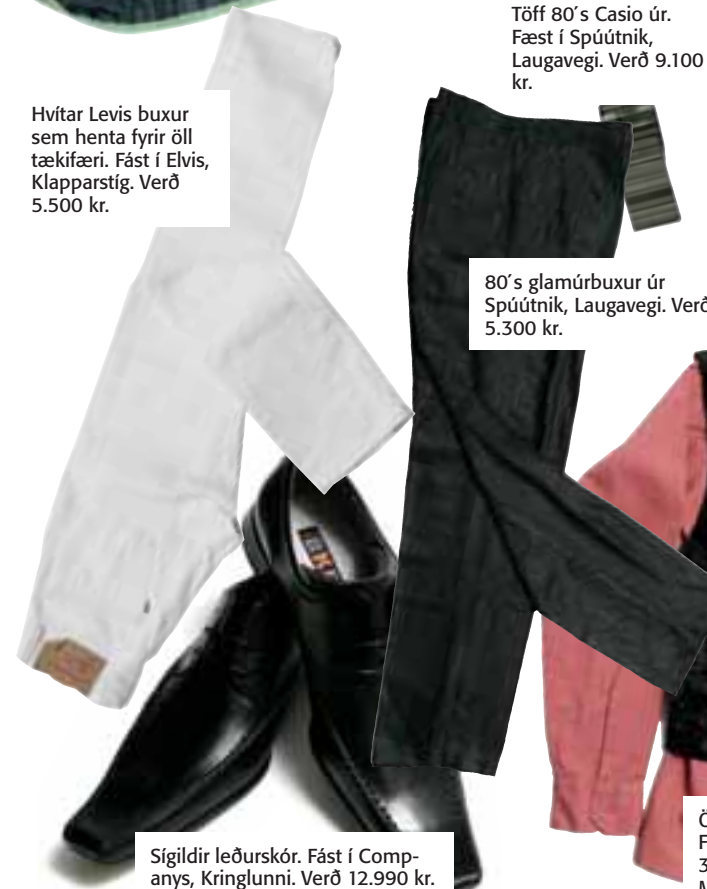 Töff 80´s Casio úr.
Fæst í Spúútnik,
Laugavegi. Verð 9.100
kr.
Hvítar Levis buxur
sem henta fyrir öll
tækifæri. Fást í Elvis,
Klapparstíg. Verð
5.500 kr.
80´s glamúrbuxur úr
Spúútnik, Laugavegi. Verð
5.300 kr.
Sígildir leðurskór. Fást í Comp-
anys, Kringlunni. Verð 12.990 kr.